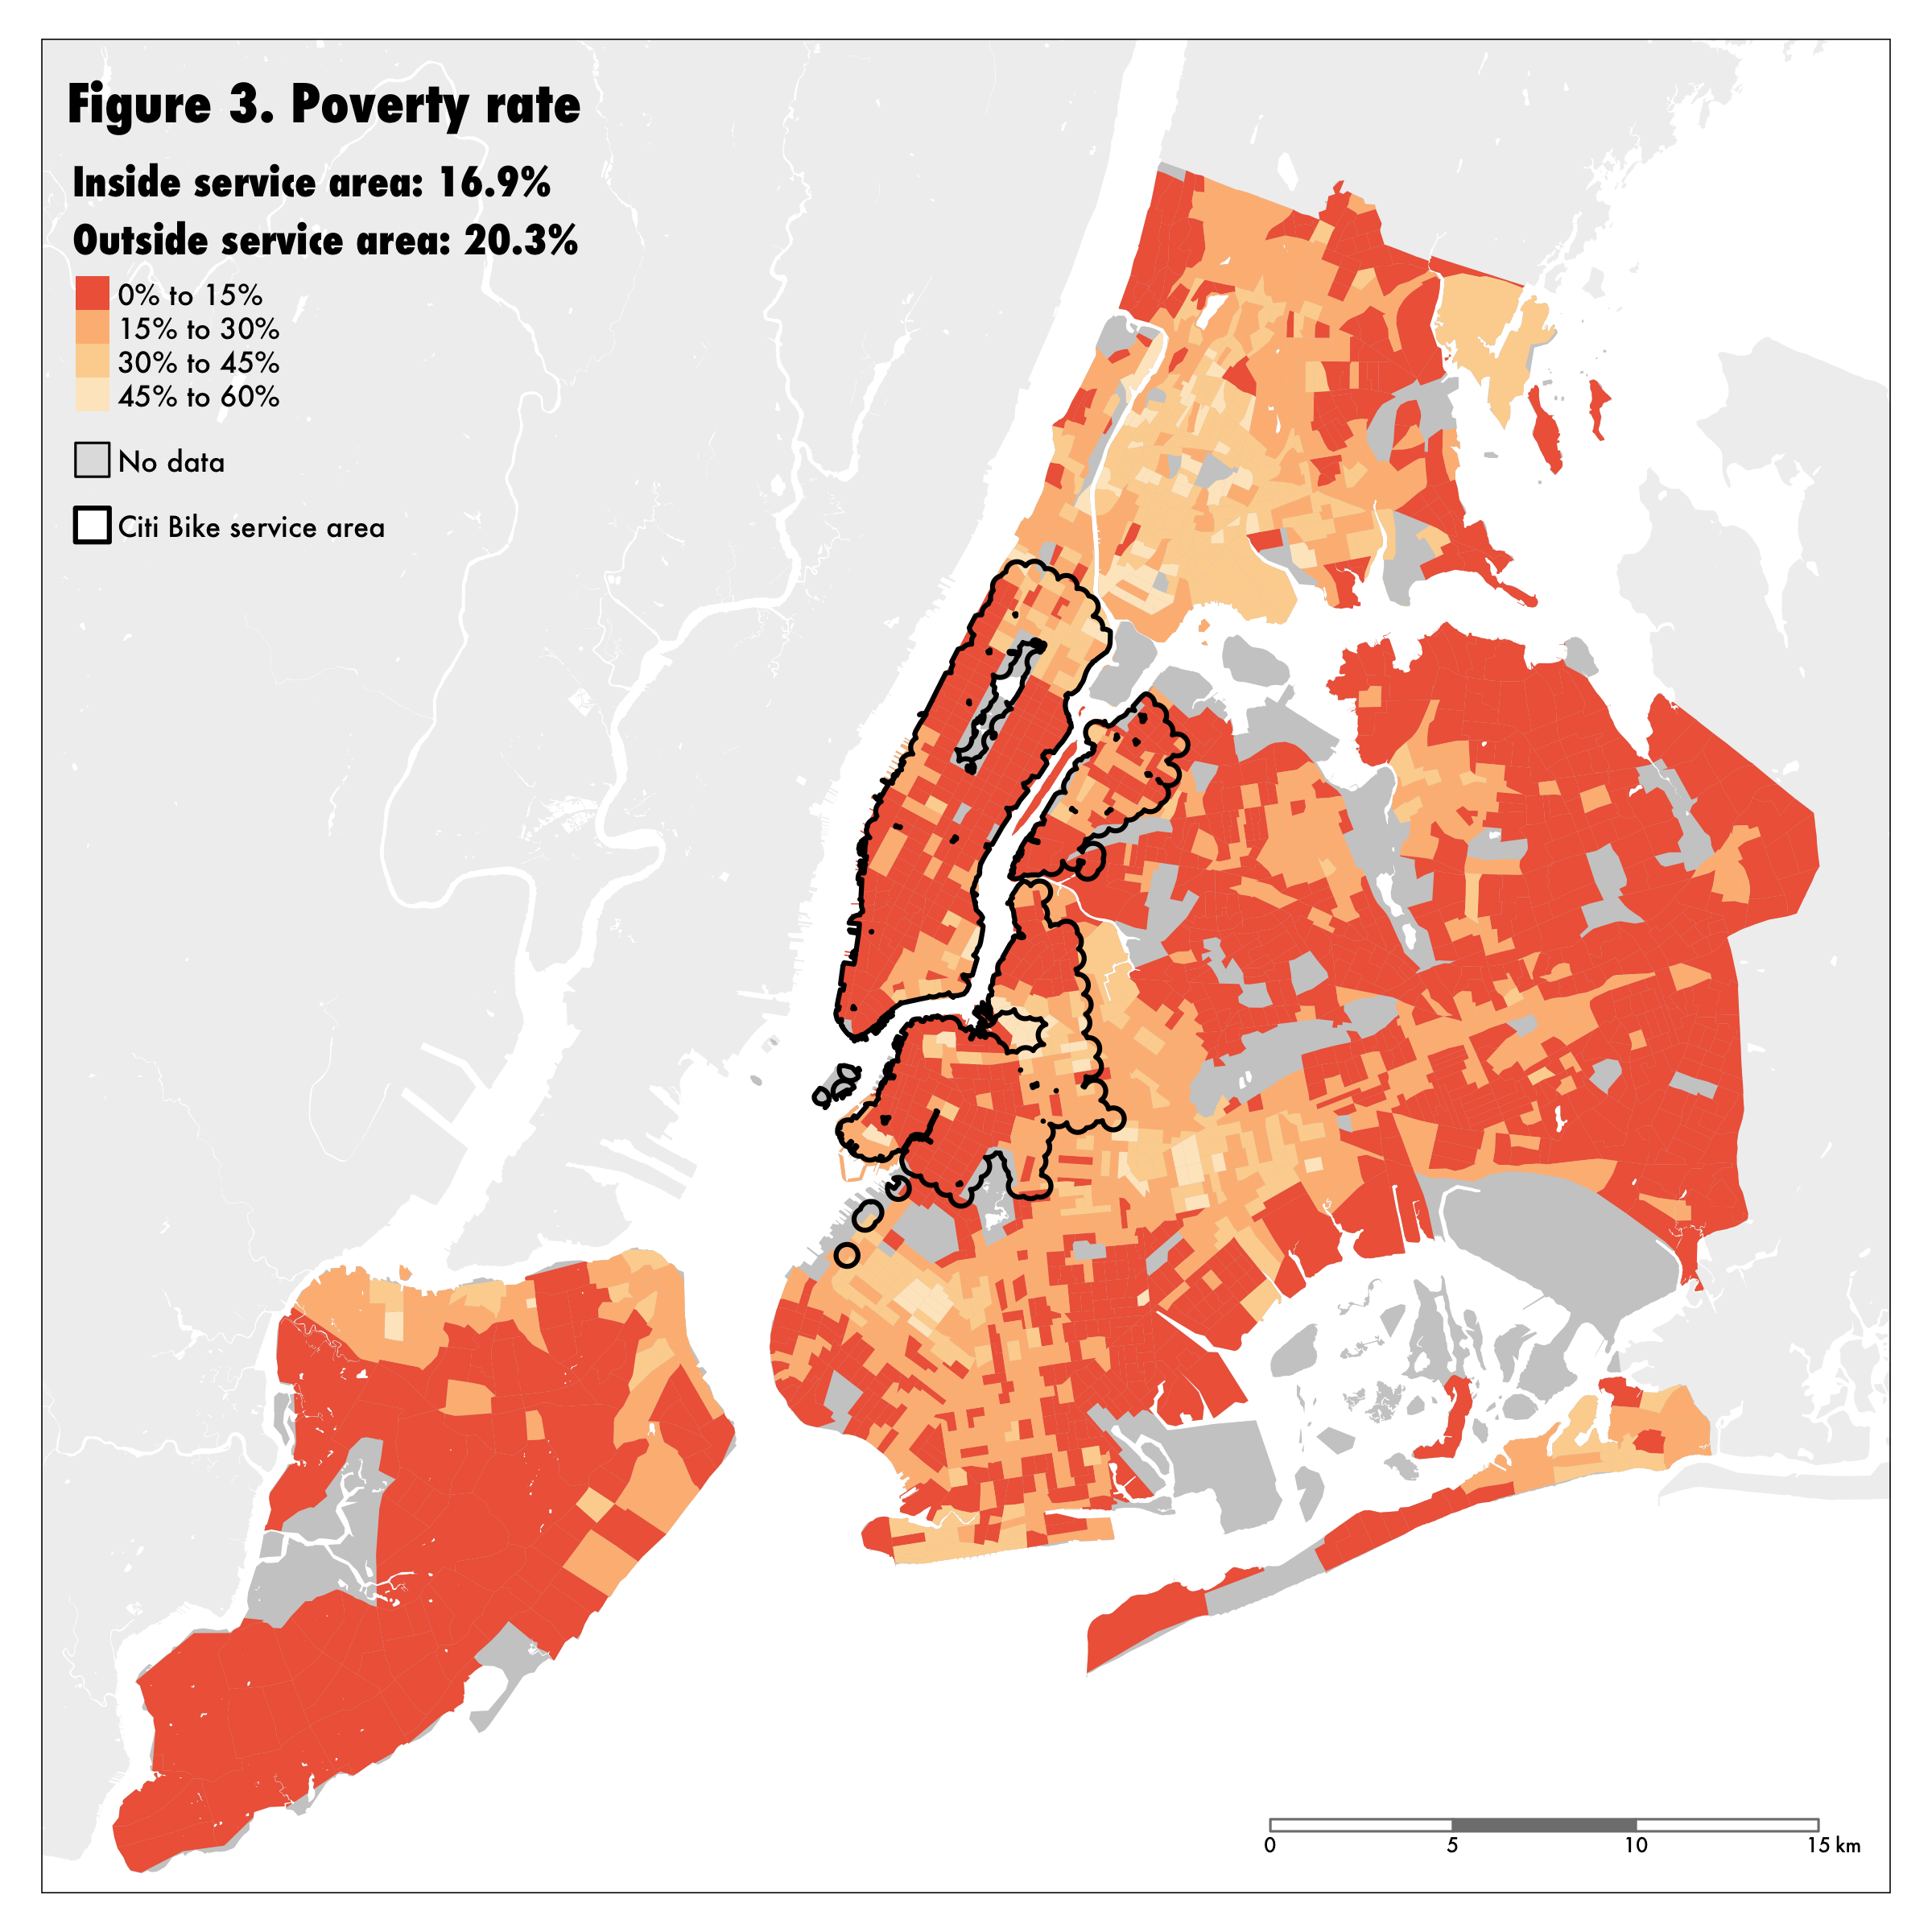 Figure 3. Poverty rate
Inside service area: 16.9%
Outside service area: 20.3%
0% to 15%
15% to 30%
30% to 45%
45% to 60%
No data
Citi Bike service area
0 5 10 15 km